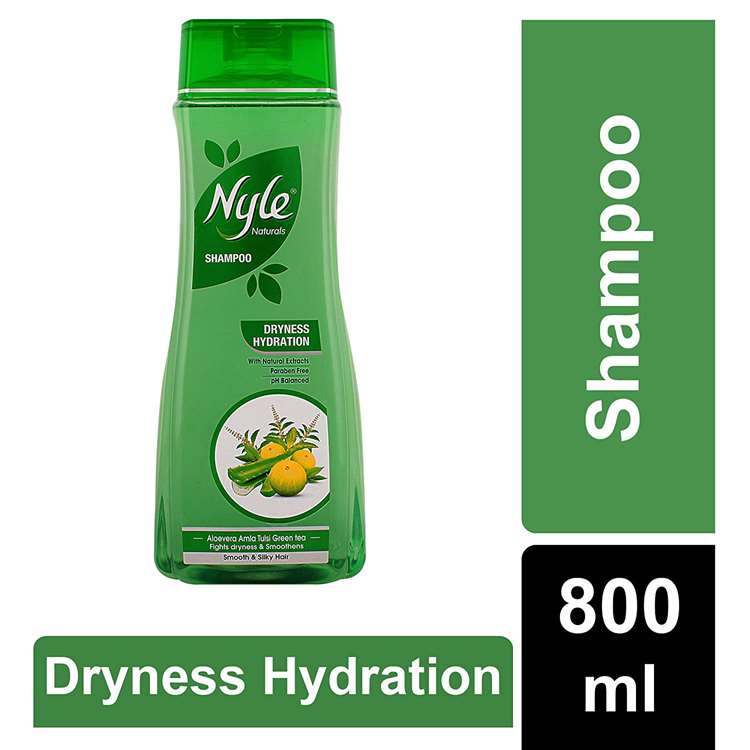 Nyle®
Naturals
SHAMPOO
DRYNESS
HYDRATION
With Natural Extracts
Paraben Free
pH Balanced
Aloevera Amla Tulsi Green tea
Fights dryness & Smoothens
Smooth & Silky Hair
Shampoo
800
ml
Dryness Hydration